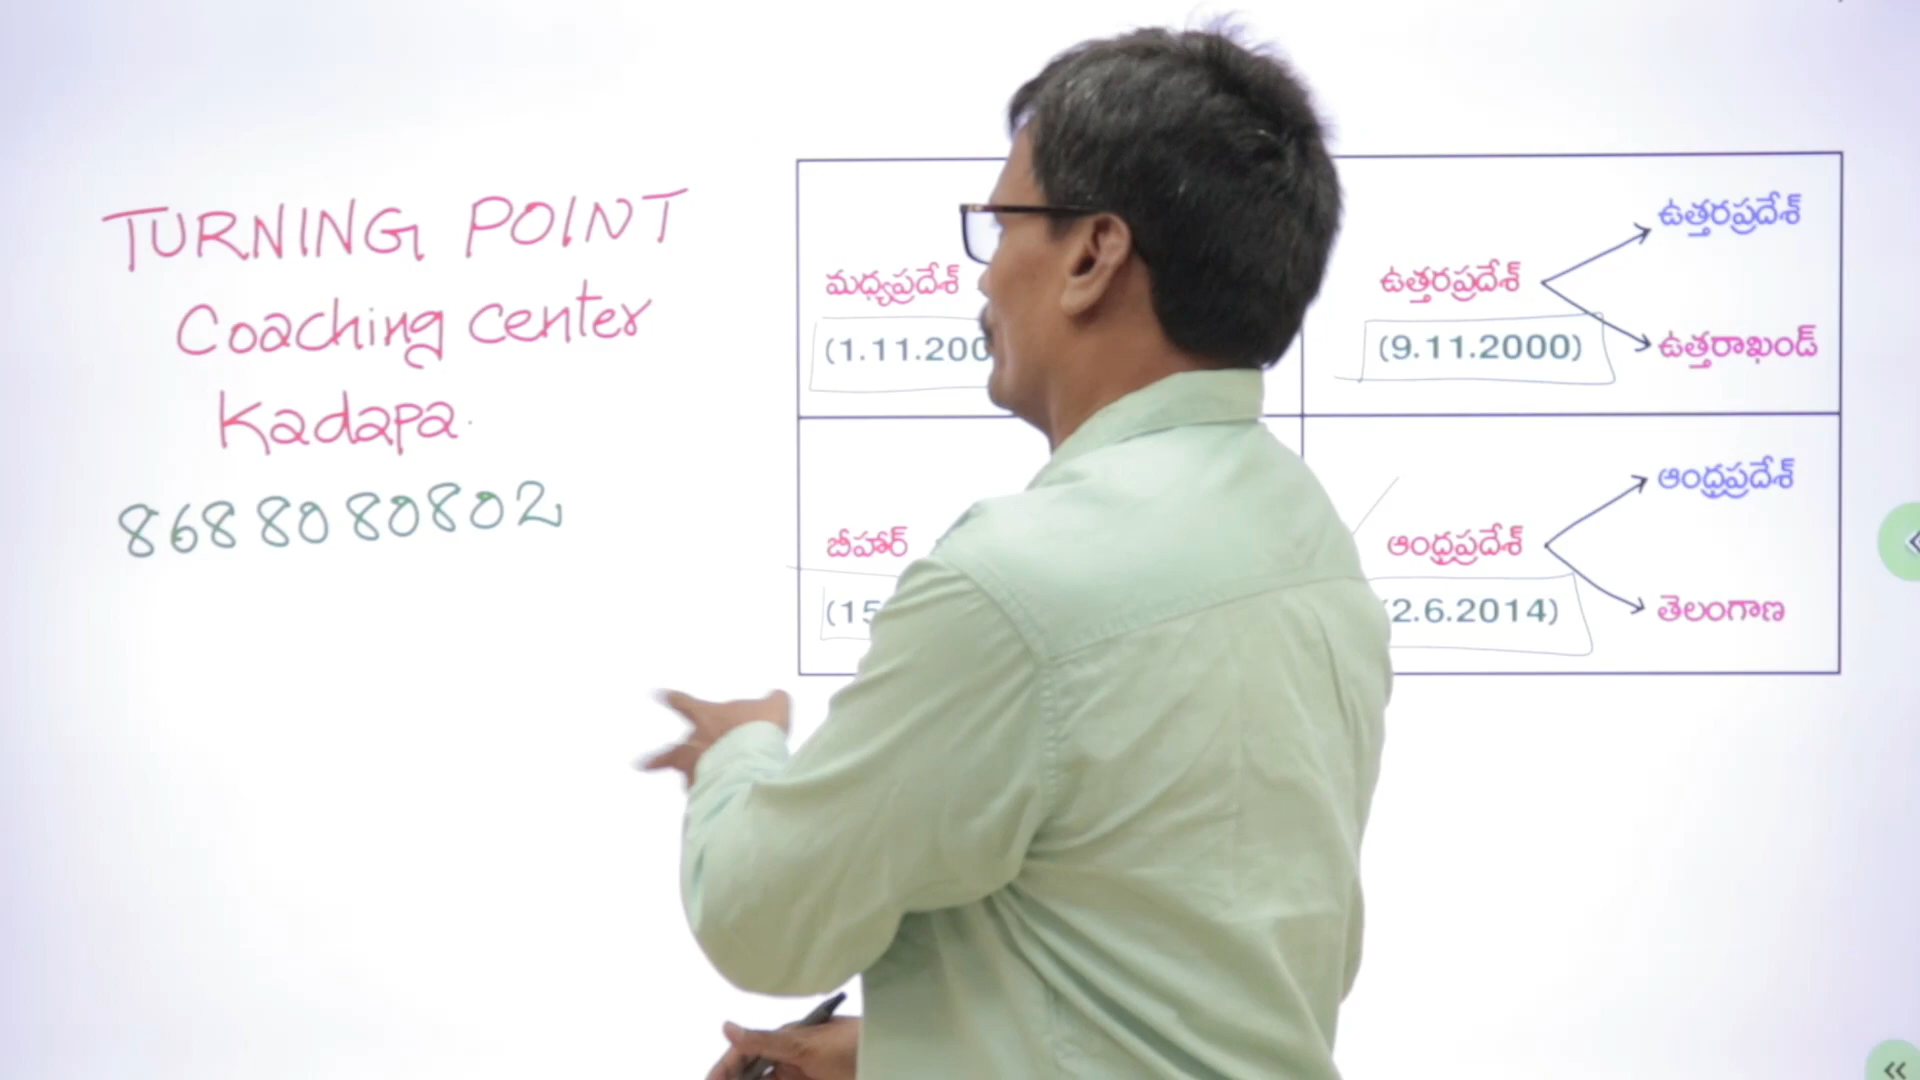 TURNING POINT
Coaching center
Kadapa.
8688080802
మధ్యప్రదేశ్
(1.11.200
ఉత్తరప్రదేశ్
(9.11.2000)
ఉత్తరప్రదేశ్
ఉత్తరాఖండ్
బీహార్
(15
ఆంధ్రప్రదేశ్
2.6.2014)
ఆంధ్రప్రదేశ్
తెలంగాణ